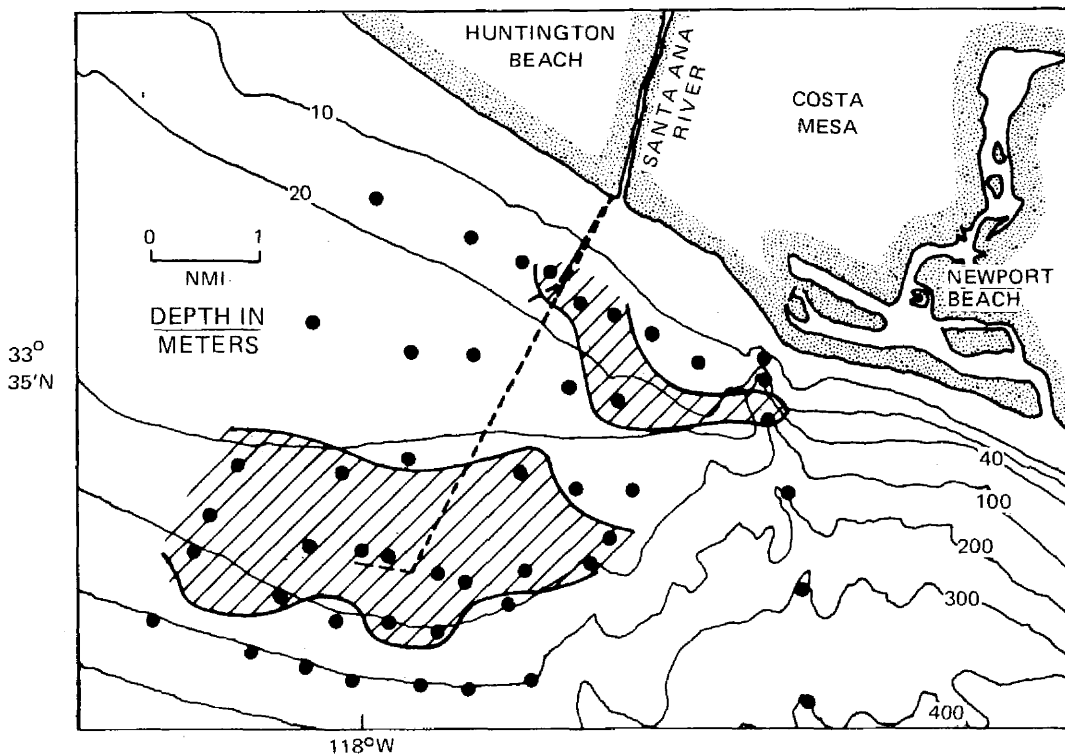 HUNTINGTON
BEACH
SANTA ANA
RIVER
COSTA
MESA
10
20
0 1
NMI
DEPTH IN
METERS
NEWPORT
BEACH
33°
35'N
40
100
200
300
400
118°W